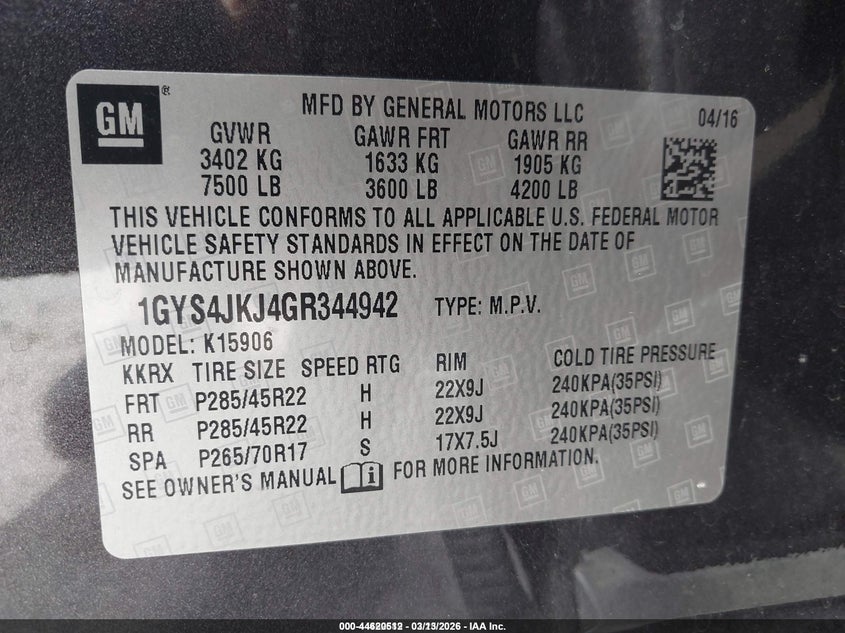 GM®
MFD BY GENERAL MOTORS LLC 04/16
GVWR GAWR FRT GAWR RR
3402 KG 1633 KG 1905 KG
7500 LB 3600 LB 4200 LB
THIS VEHICLE CONFORMS TO ALL APPLICABLE U.S. FEDERAL MOTOR
VEHICLE SAFETY STANDARDS IN EFFECT ON THE DATE OF
MANUFACTURE SHOWN ABOVE.
1GYS4JKJ4GR344942 TYPE: M.P.V.
MODEL: K15906
KKRX TIRE SIZE SPEED RTG RIM COLD TIRE PRESSURE
FRT P285/45R22 H 22X9J 240KPA(35PSI)
RR P285/45R22 H 22X9J 240KPA(35PSI)
SPA P265/70R17 S 17X7.5J 240KPA(35PSI)
SEE OWNER'S MANUAL FOR MORE INFORMATION.
- IAA Inc.